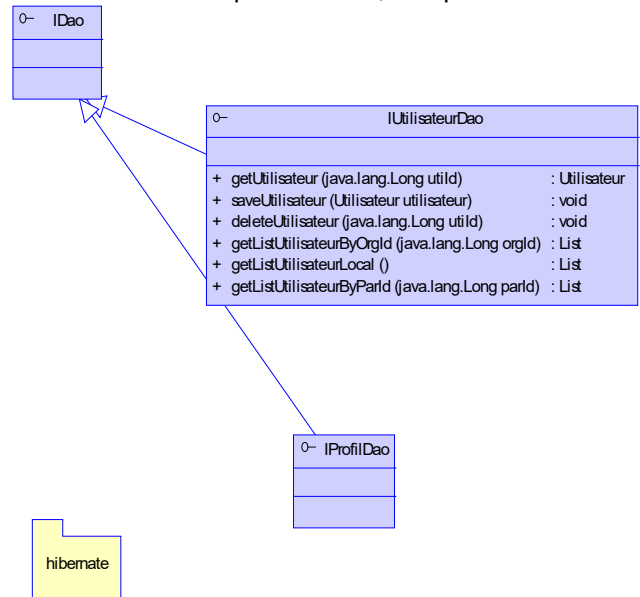 IDao
IUtilisateurDao
+ getUtilisateur (java.lang.Long utiId) : Utilisateur
+ saveUtilisateur (Utilisateur utilisateur) : void
+ deleteUtilisateur (java.lang.Long utiId) : void
+ getListUtilisateurByOrgId (java.lang.Long orgId) : List
+ getListUtilisateurLocal () : List
+ getListUtilisateurByParId (java.lang.Long parId) : List
IProfilDao
hibernate